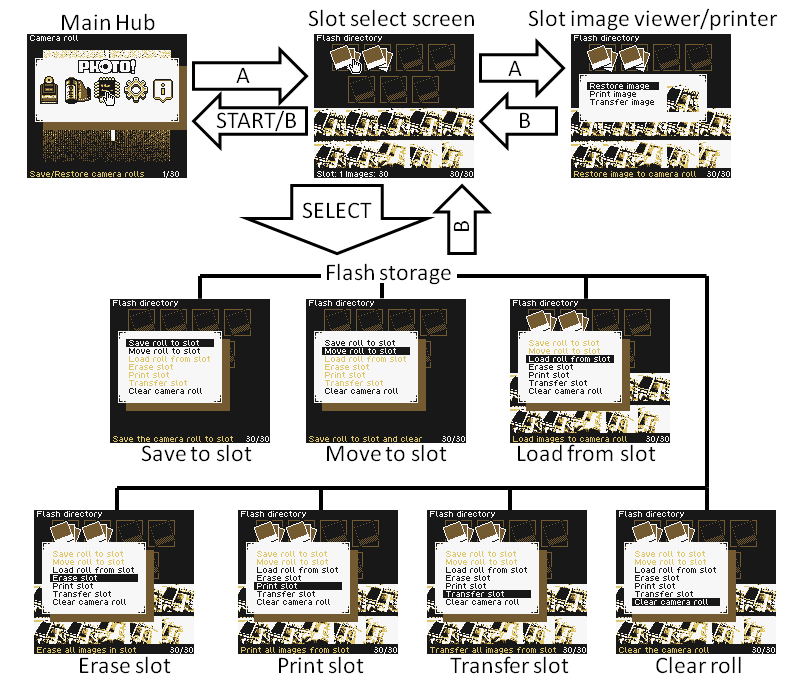 Main Hub
Slot select screen
Slot image viewer/printer
Camera roll
PHOTO!
Save/Restore camera rolls 1/30
A
START/B
Flash directory
Slot: 1 Images: 30 30/30
A
B
Flash directory
Restore image
Print image
Transfer image
Restore image to camera roll 30/30
SELECT
B
Flash storage
Flash directory
Save roll to slot
Move roll to slot
Load roll from slot
Erase slot
Print slot
Transfer slot
Clear camera roll
Save the camera roll to slot 30/30
Save to slot
Flash directory
Save roll to slot
Move roll to slot
Load roll from slot
Erase slot
Print slot
Transfer slot
Clear camera roll
Save roll to slot and clear 30/30
Move to slot
Flash directory
Save roll to slot
Move roll to slot
Load roll from slot
Erase slot
Print slot
Transfer slot
Clear camera roll
Load images to camera roll 30/30
Load from slot
Flash directory
Save roll to slot
Move roll to slot
Load roll from slot
Erase slot
Print slot
Transfer slot
Clear camera roll
Erase all images in slot 30/30
Erase slot
Flash directory
Save roll to slot
Move roll to slot
Load roll from slot
Erase slot
Print slot
Transfer slot
Clear camera roll
Print all images from slot 30/30
Print slot
Flash directory
Save roll to slot
Move roll to slot
Load roll from slot
Erase slot
Print slot
Transfer slot
Clear camera roll
Transfer all images from slot 30/30
Transfer slot
Flash directory
Save roll to slot
Move roll to slot
Load roll from slot
Erase slot
Print slot
Transfer slot
Clear camera roll
Clear the camera roll 30/30
Clear roll